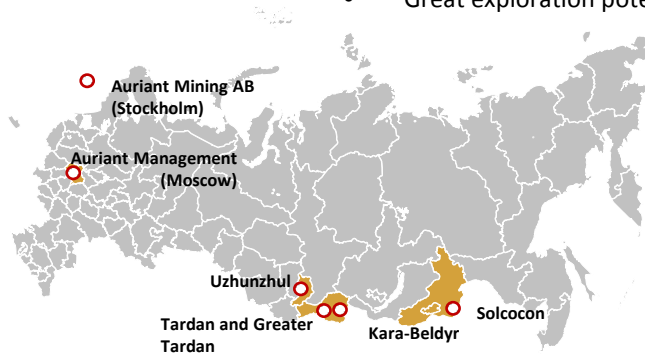 Great exploration pote
Auriant Mining AB
(Stockholm)
Auriant Management
(Moscow)
Uzhunzhul
Tardan and Greater
Tardan
Kara-Beldyr
Solcocon